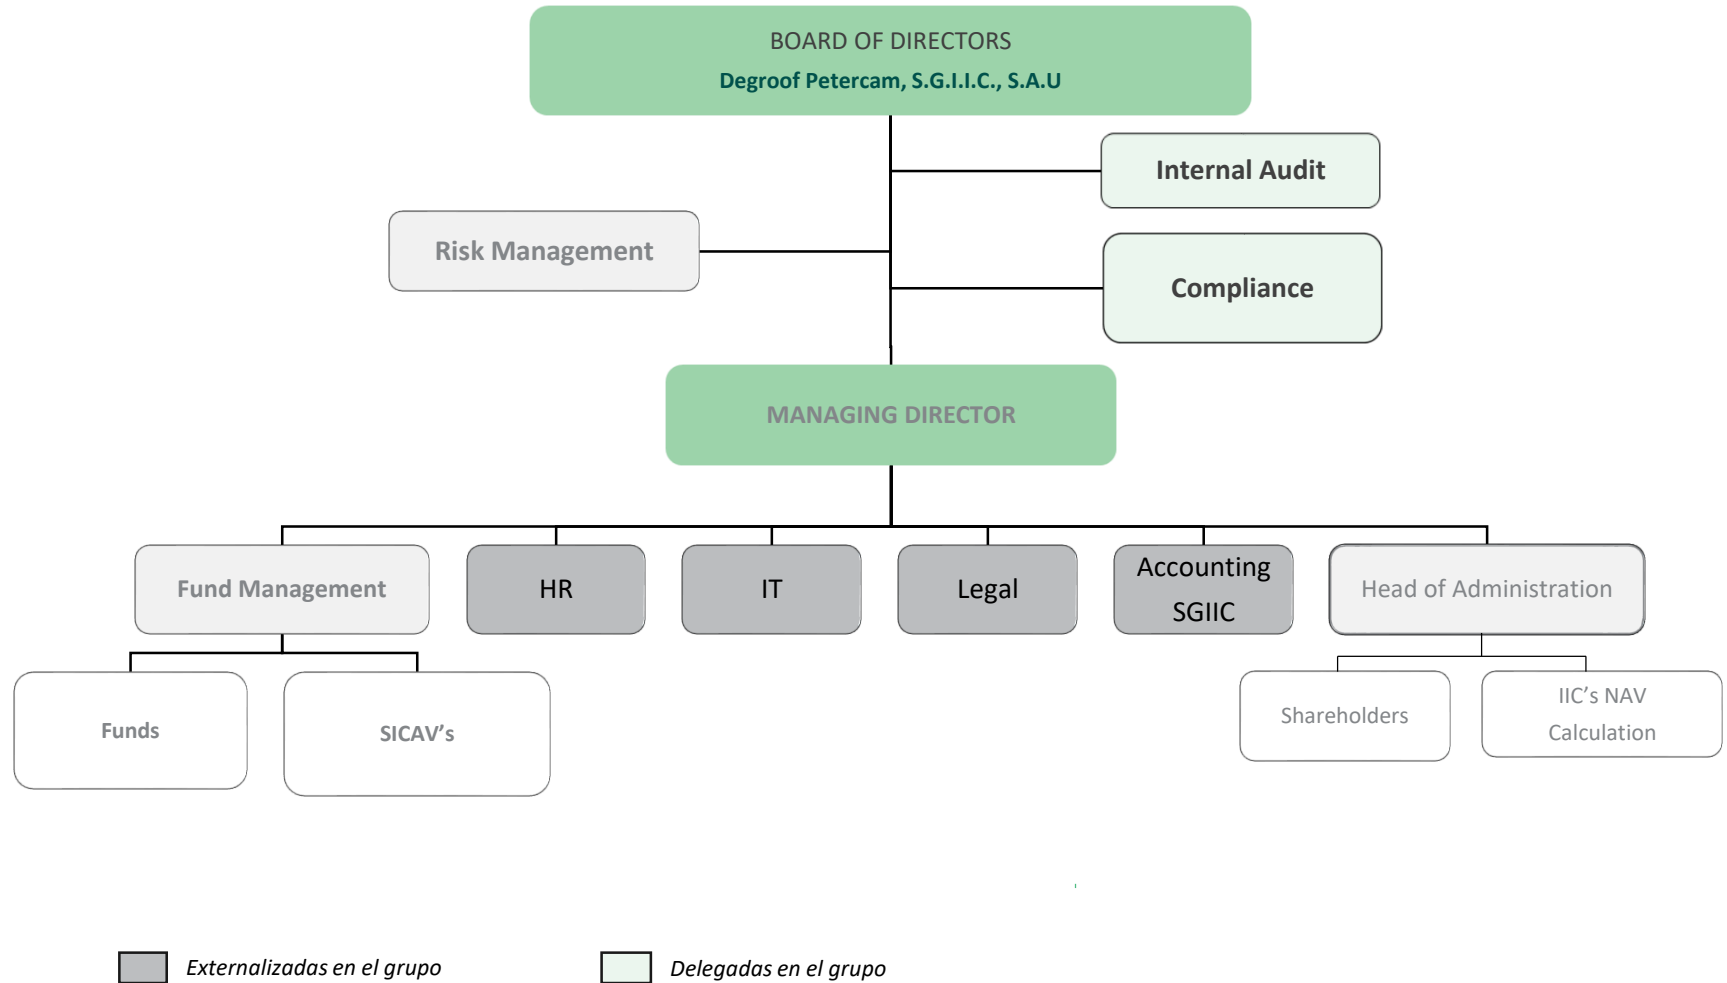 BOARD OF DIRECTORS
Degroof Petercam, S.G.I.I.C., S.A.U
Internal Audit
Risk Management
Compliance
MANAGING DIRECTOR
Fund Management
HR
IT
Legal
Accounting
SGIIC
Head of Administration
Funds
SICAV’s
Shareholders
IIC’s NAV
Calculation
Externalizadas en el grupo
Delegadas en el grupo